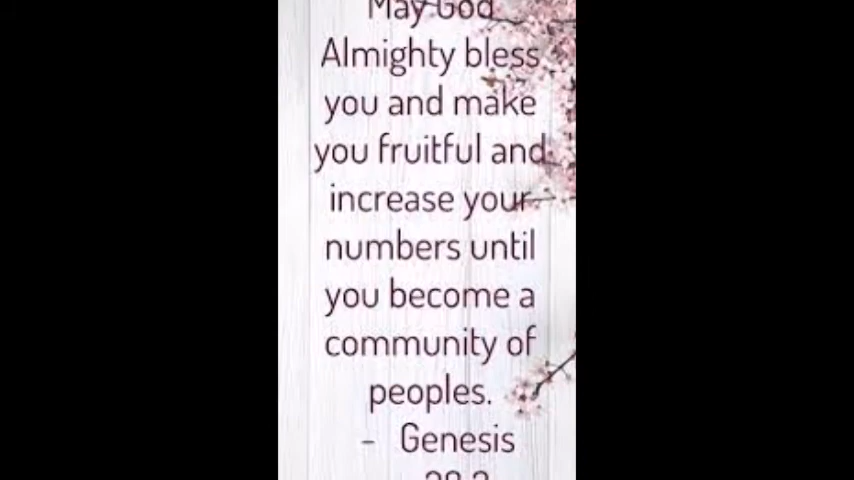 May God
Almighty bless
you and make
you fruitful and
increase your
numbers until
you become a
community of
peoples.
- Genesis